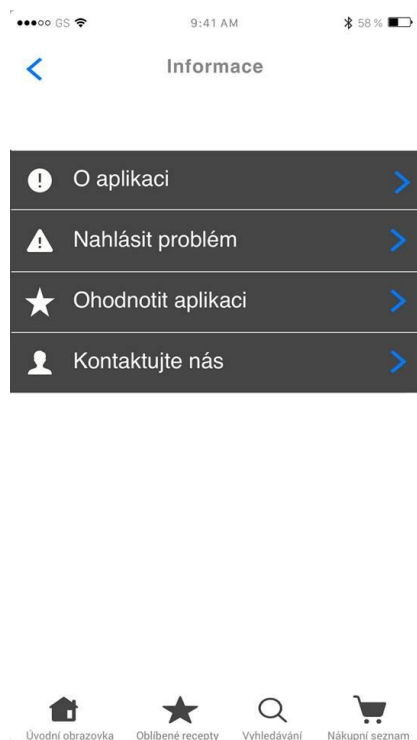 GS 9:41 AM 58 %
Informace
O aplikaci
Nahlásit problém
Ohodnotit aplikaci
Kontaktujte nás
Úvodní obrazovka Oblíbené recepty Vyhledávání Nákupní seznam